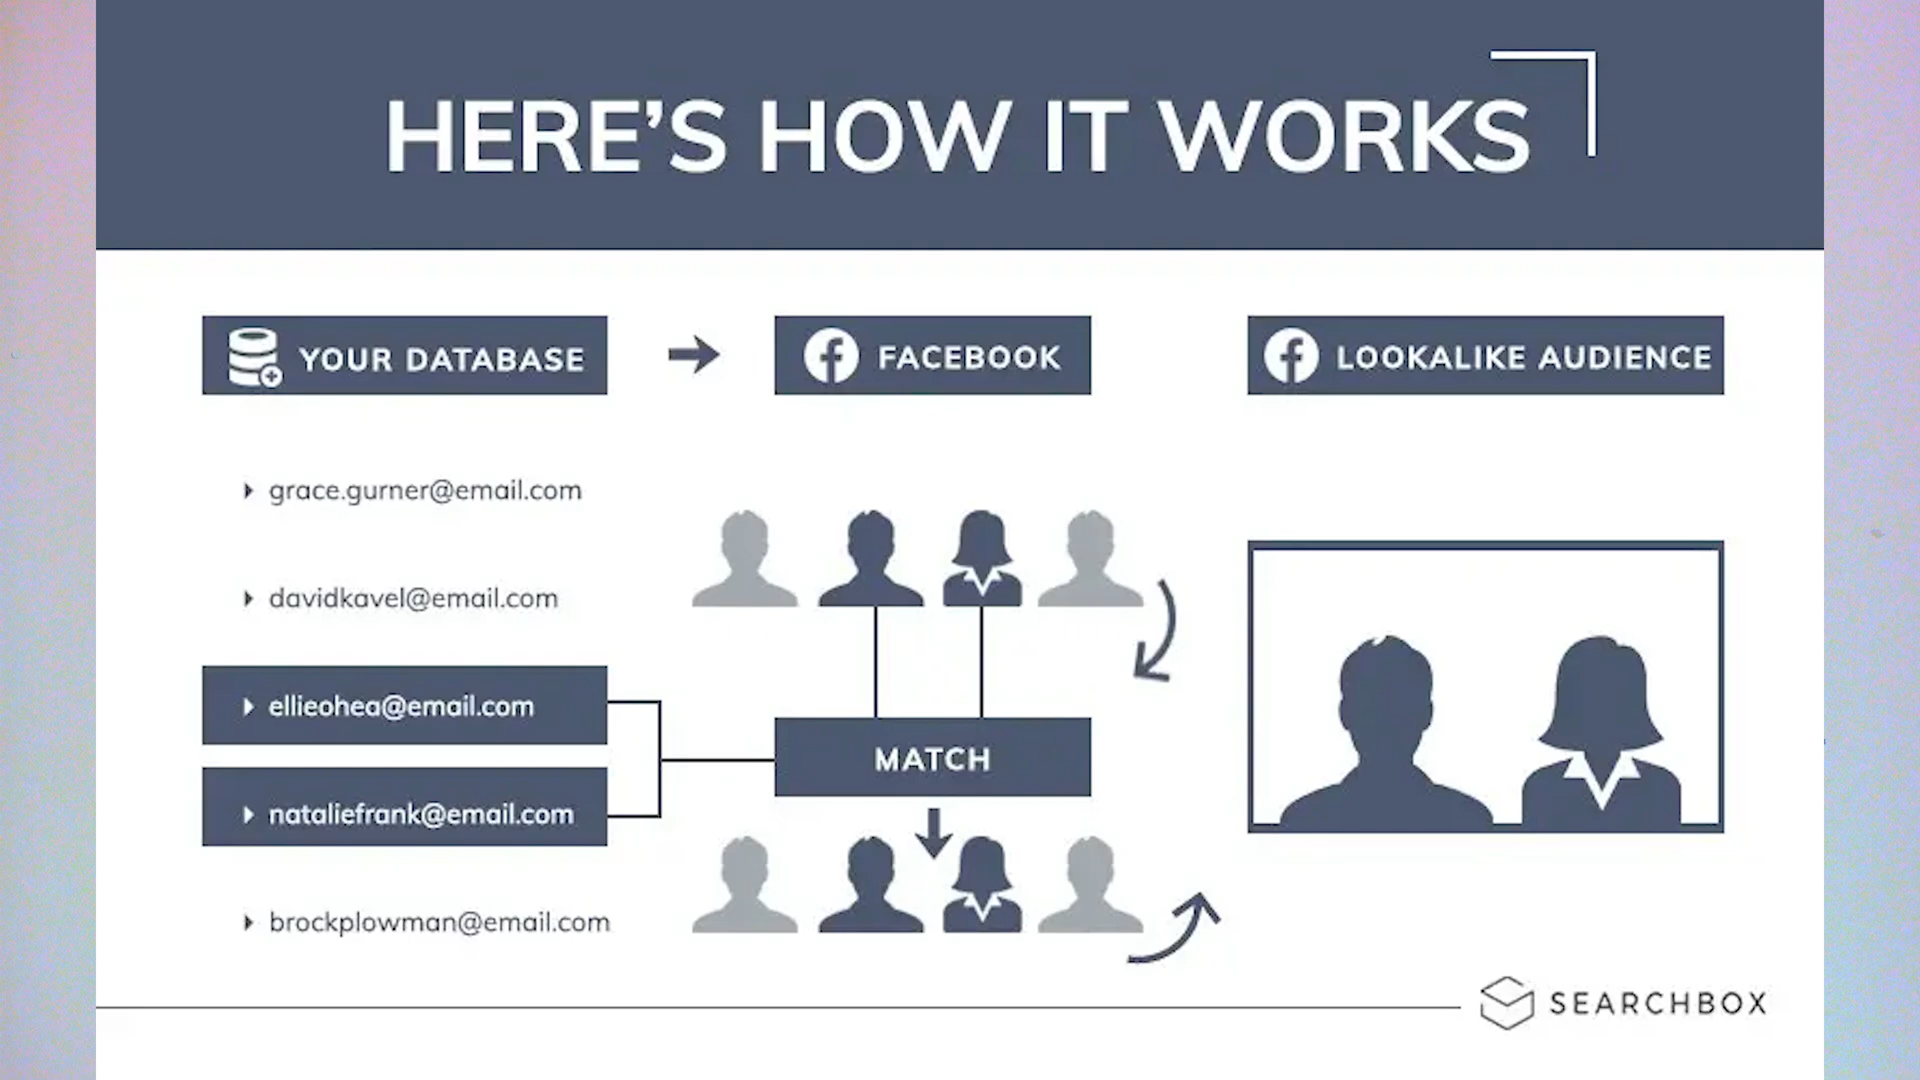 HERE'S HOW IT WORKS
YOUR DATABASE
FACEBOOK
LOOKALIKE AUDIENCE
grace.gurner@email.com
davidkavel@email.com
ellieohea@email.com
nataliefrank@email.com
brockplowman@email.com
MATCH
SEARCHBOX